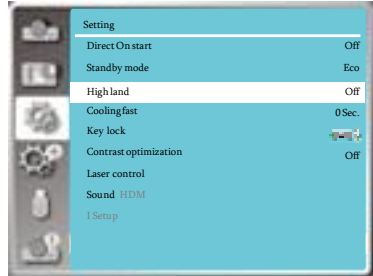 Setting
Direct On start Off
Standby mode Eco
High land Off
Cooling fast 0 Sec.
Key lock
Contrast optimization Off
Laser control
Sound HDM
I Setup